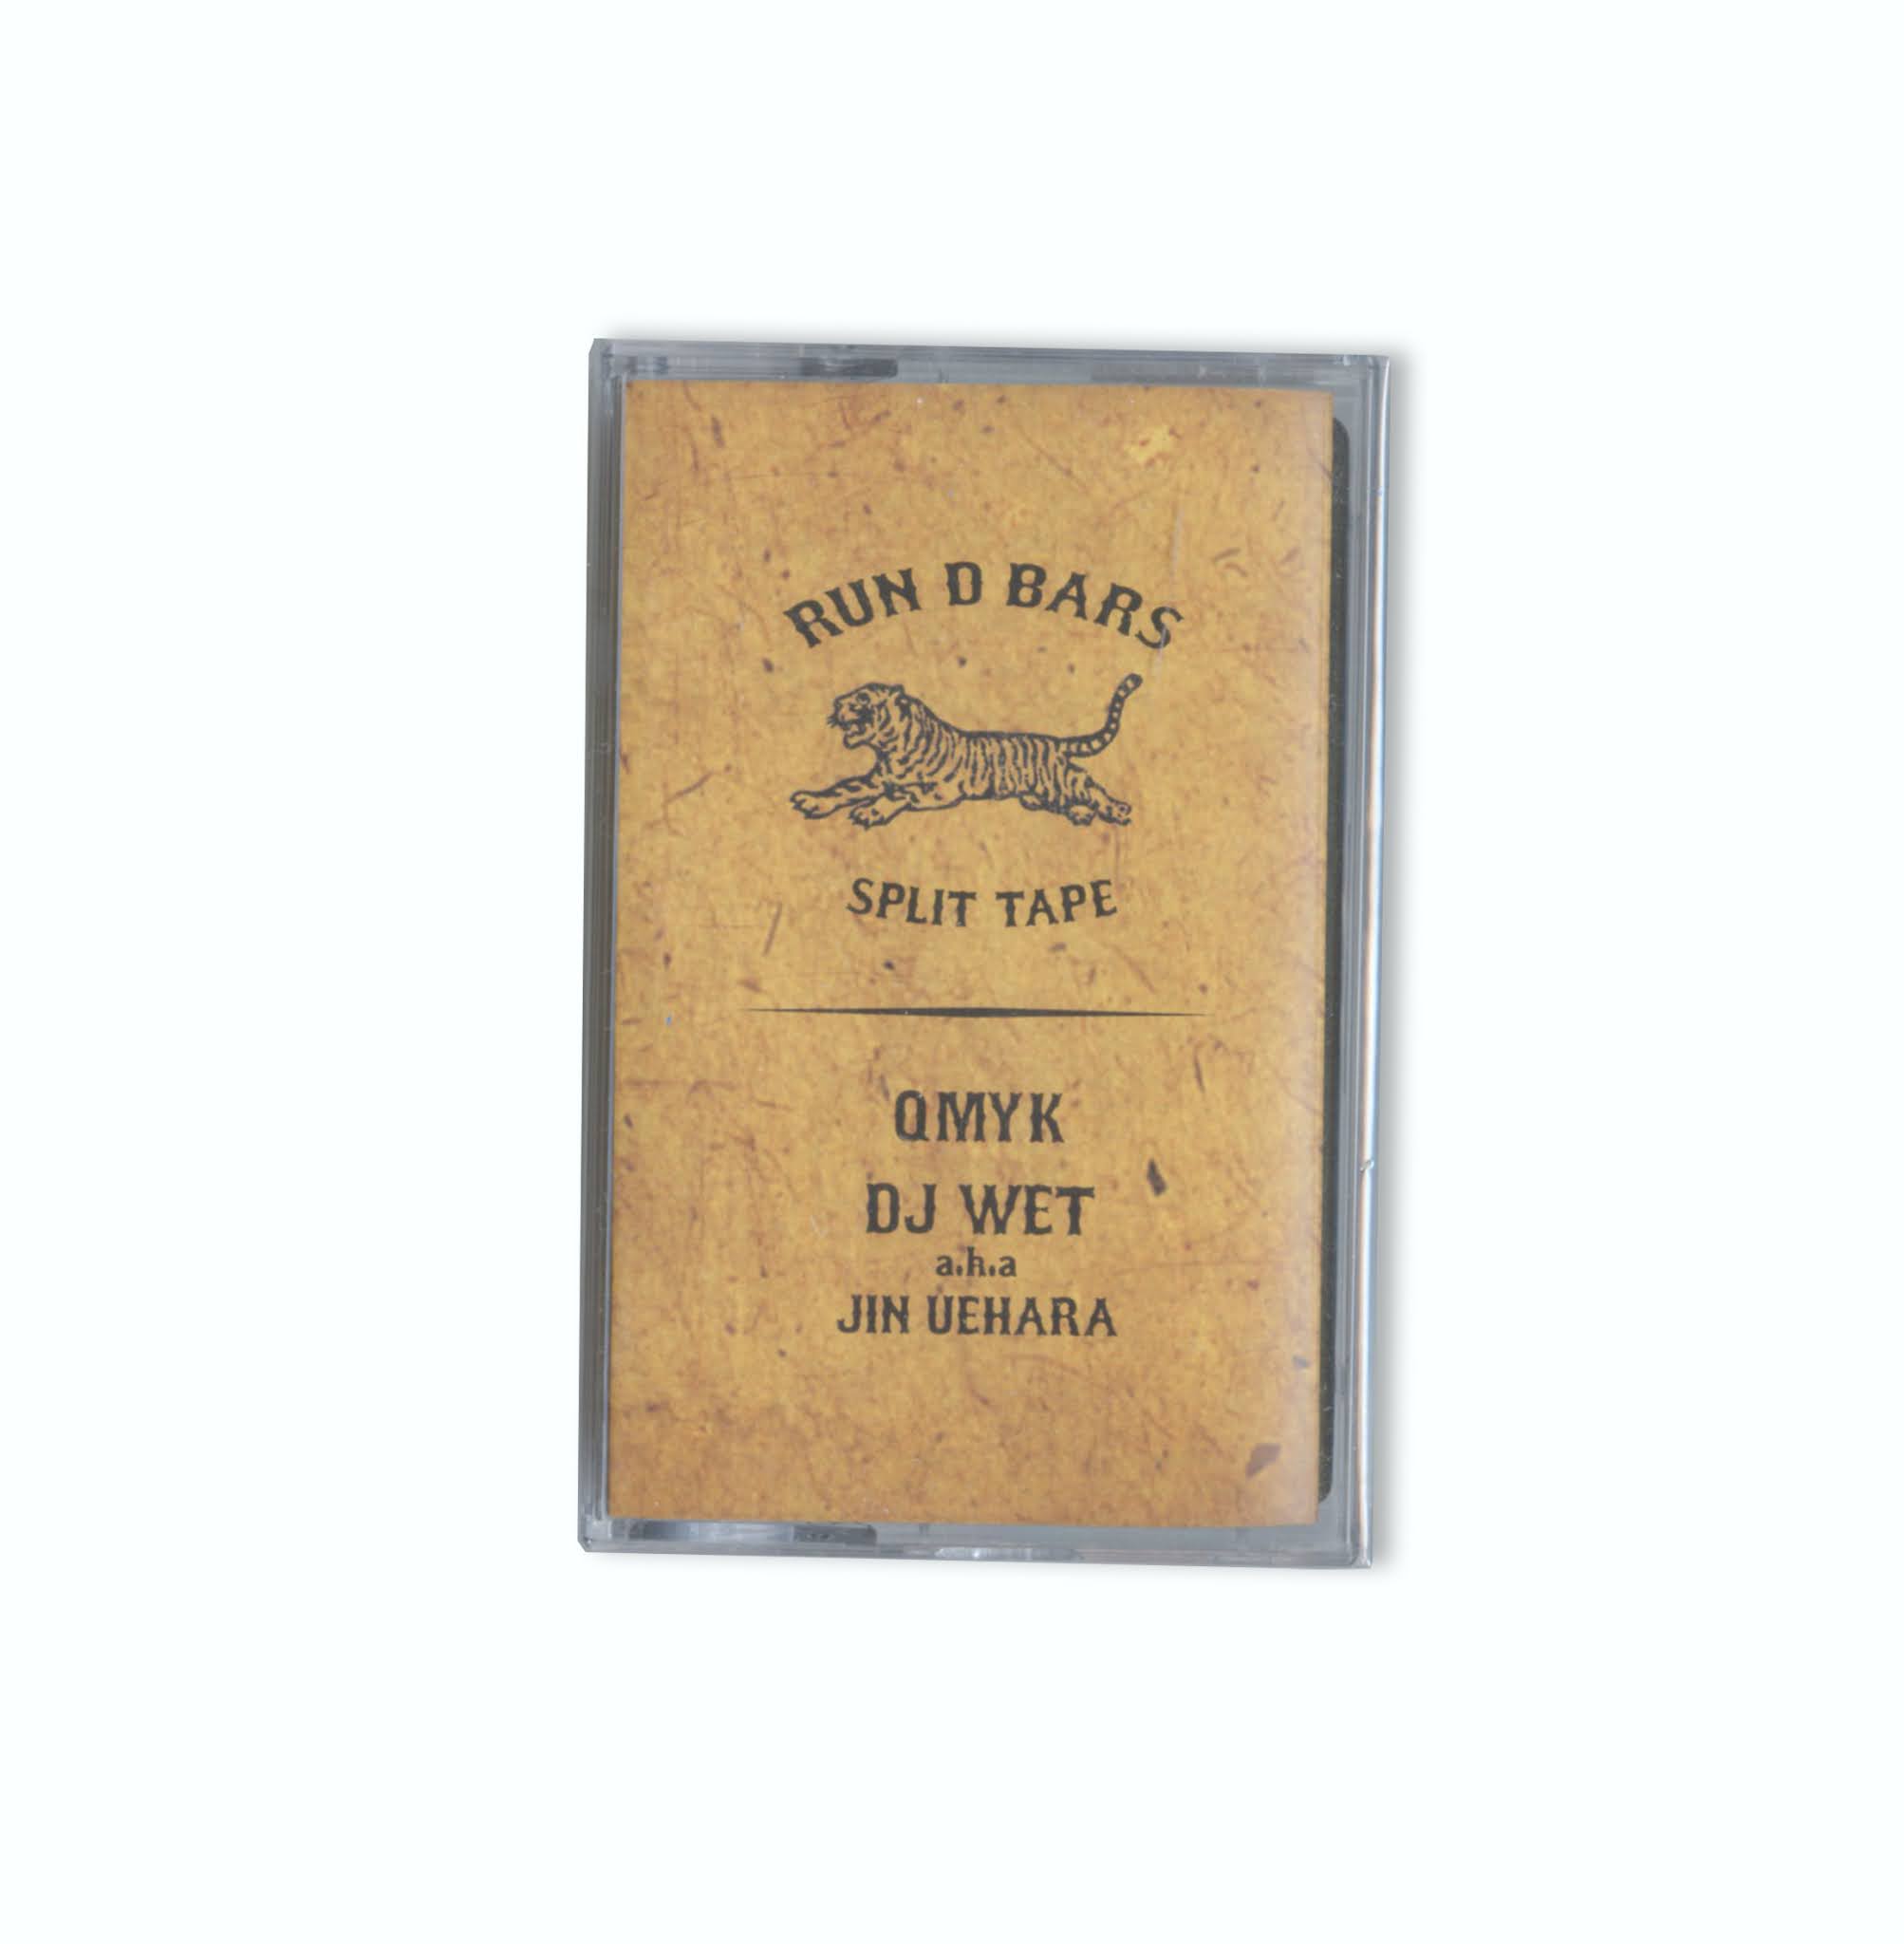 RUN D BARS
SPLIT TAPE
QMYK
DJ WET
a.k.a
JIN UEHARA